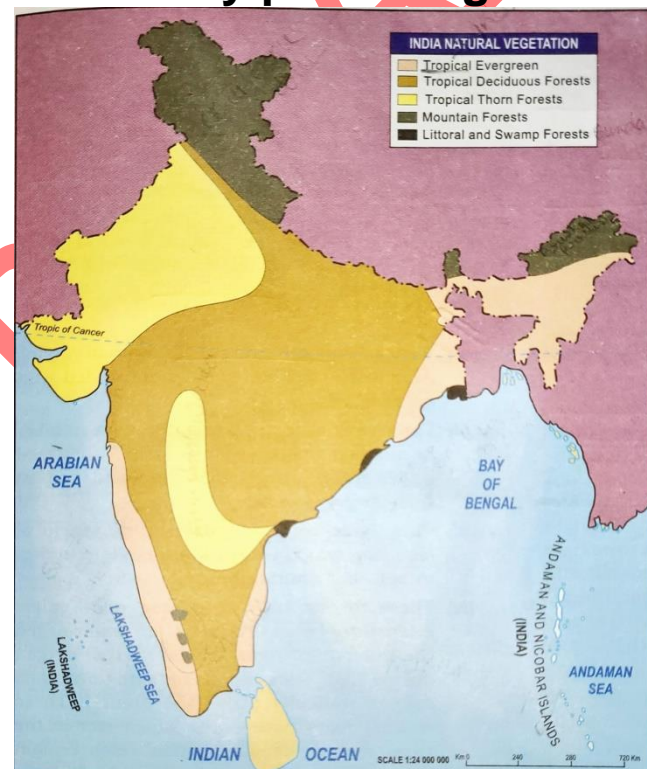 INDIA NATURAL VEGETATION
Tropical Evergreen
Tropical Deciduous Forests
Tropical Thorn Forests
Mountain Forests
Littoral and Swamp Forests
Tropic of Cancer
ARABIAN
SEA
BAY
OF
BENGAL
ANDAMAN AND NICOBAR ISLANDS
(INDIA)
LAKSHADWEEP
(INDIA)
LAKSHADWEEP SEA
ANDAMAN
SEA
INDIAN OCEAN
SCALE 1:24 000 000 Km 0 240 280 720 Km